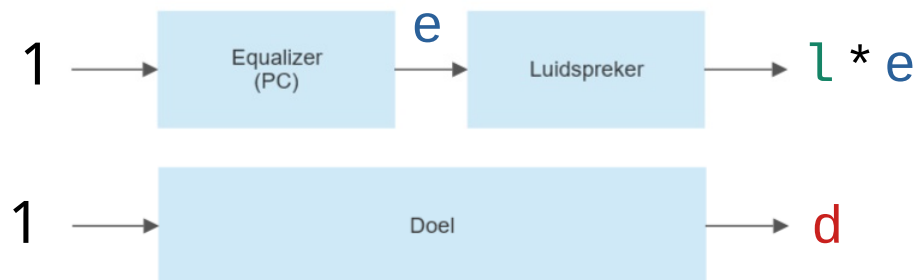 1
Equalizer
(PC)
e
Luidspreker
l * e
1
Doel
d